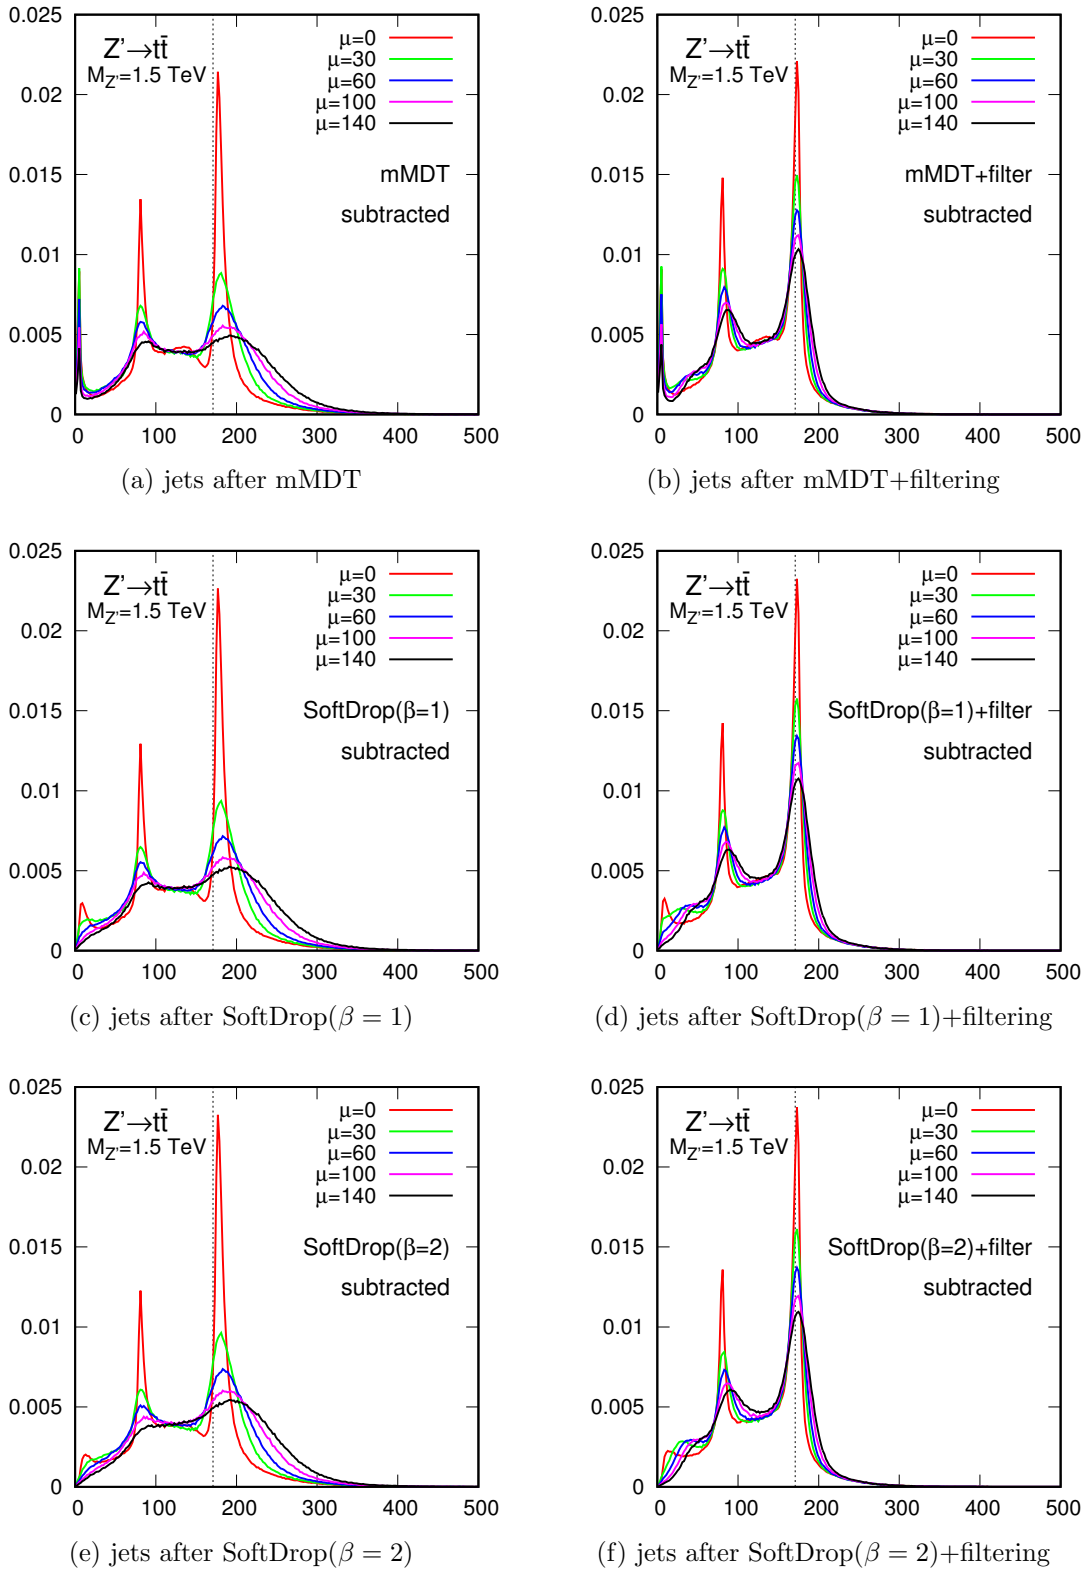 0.025
0.02
0.015
0.01
0.005
0
0 100 200 300 400 500
Z'→tt̄
M_Z'=1.5 TeV
μ=0
μ=30
μ=60
μ=100
μ=140
mMDT
subtracted
(a) jets after mMDT
0.025
0.02
0.015
0.01
0.005
0
0 100 200 300 400 500
Z'→tt̄
M_Z'=1.5 TeV
μ=0
μ=30
μ=60
μ=100
μ=140
mMDT+filter
subtracted
(b) jets after mMDT+filtering
0.025
0.02
0.015
0.01
0.005
0
0 100 200 300 400 500
Z'→tt̄
M_Z'=1.5 TeV
μ=0
μ=30
μ=60
μ=100
μ=140
SoftDrop(β=1)
subtracted
(c) jets after SoftDrop(β = 1)
0.025
0.02
0.015
0.01
0.005
0
0 100 200 300 400 500
Z'→tt̄
M_Z'=1.5 TeV
μ=0
μ=30
μ=60
μ=100
μ=140
SoftDrop(β=1)+filter
subtracted
(d) jets after SoftDrop(β = 1)+filtering
0.025
0.02
0.015
0.01
0.005
0
0 100 200 300 400 500
Z'→tt̄
M_Z'=1.5 TeV
μ=0
μ=30
μ=60
μ=100
μ=140
SoftDrop(β=2)
subtracted
(e) jets after SoftDrop(β = 2)
0.025
0.02
0.015
0.01
0.005
0
0 100 200 300 400 500
Z'→tt̄
M_Z'=1.5 TeV
μ=0
μ=30
μ=60
μ=100
μ=140
SoftDrop(β=2)+filter
subtracted
(f) jets after SoftDrop(β = 2)+filtering